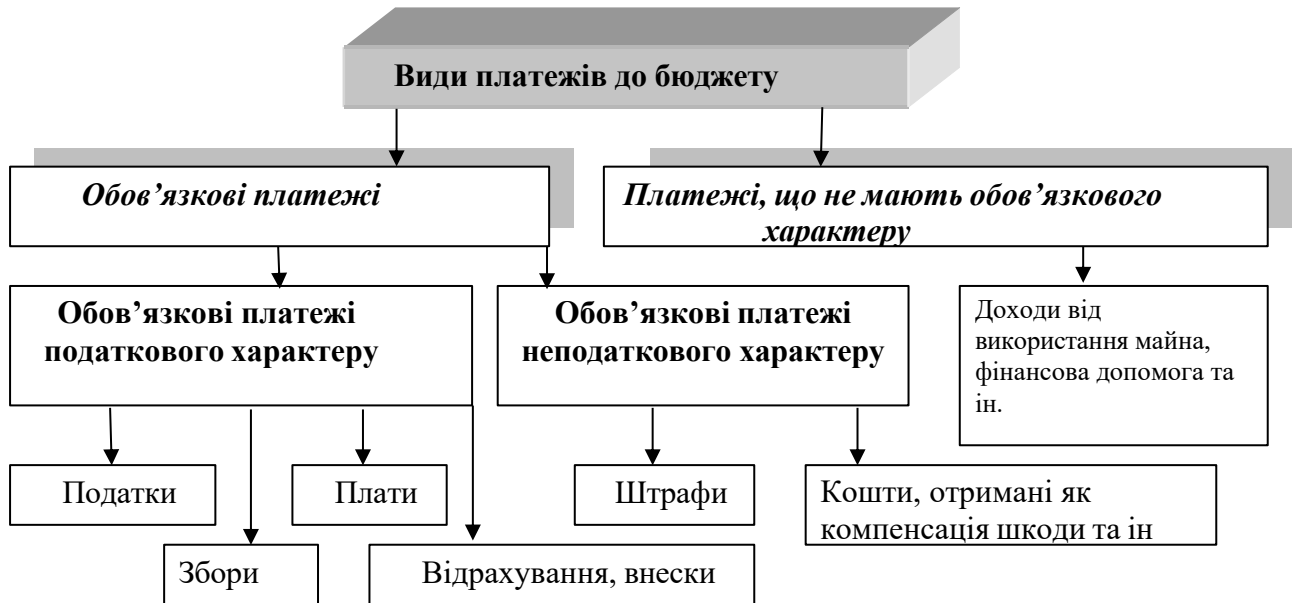 Види платежів до бюджету
Обов’язкові платежі
Платежі, що не мають обов’язкового
характеру
Обов’язкові платежі
податкового характеру
Обов’язкові платежі
неподаткового характеру
Доходи від
використання майна,
фінансова допомога та
ін.
Податки
Плати
Штрафи
Кошти, отримані як
компенсація шкоди та ін
Збори
Відрахування, внески